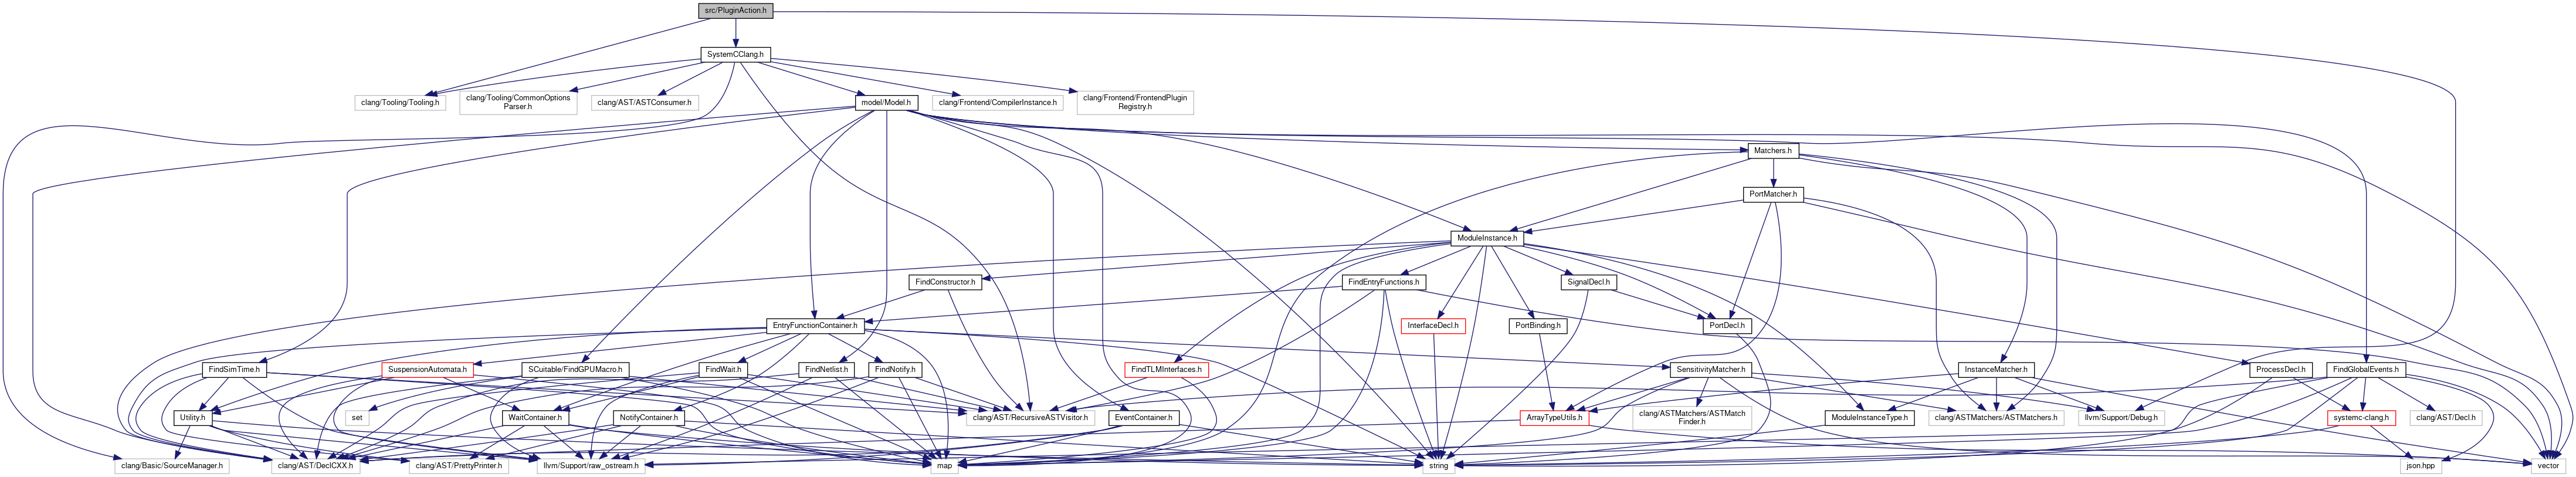 src/PluginAction.h
SystemCClang.h
clang/Tooling/Tooling.h
clang/Tooling/CommonOptions
Parser.h
clang/AST/ASTConsumer.h
model/Model.h
clang/Frontend/CompilerInstance.h
clang/Frontend/FrontendPlugin
Registry.h
Matchers.h
PortMatcher.h
ModuleInstance.h
FindConstructor.h
FindEntryFunctions.h
SignalDecl.h
EntryFunctionContainer.h
InterfaceDecl.h
PortBinding.h
PortDecl.h
FindSimTime.h
SuspensionAutomata.h
SCuitable/FindGPUMacro.h
FindWait.h
FindNetlist.h
FindNotify.h
FindTLMInterfaces.h
SensitivityMatcher.h
InstanceMatcher.h
ProcessDecl.h
FindGlobalEvents.h
Utility.h
set
WaitContainer.h
NotifyContainer.h
clang/AST/RecursiveASTVisitor.h
EventContainer.h
ArrayTypeUtils.h
clang/ASTMatchers/ASTMatch
Finder.h
ModuleInstanceType.h
clang/ASTMatchers/ASTMatchers.h
llvm/Support/Debug.h
systemc-clang.h
clang/AST/Decl.h
clang/Basic/SourceManager.h
clang/AST/DeclCXX.h
clang/AST/PrettyPrinter.h
llvm/Support/raw_ostream.h
map
string
json.hpp
vector